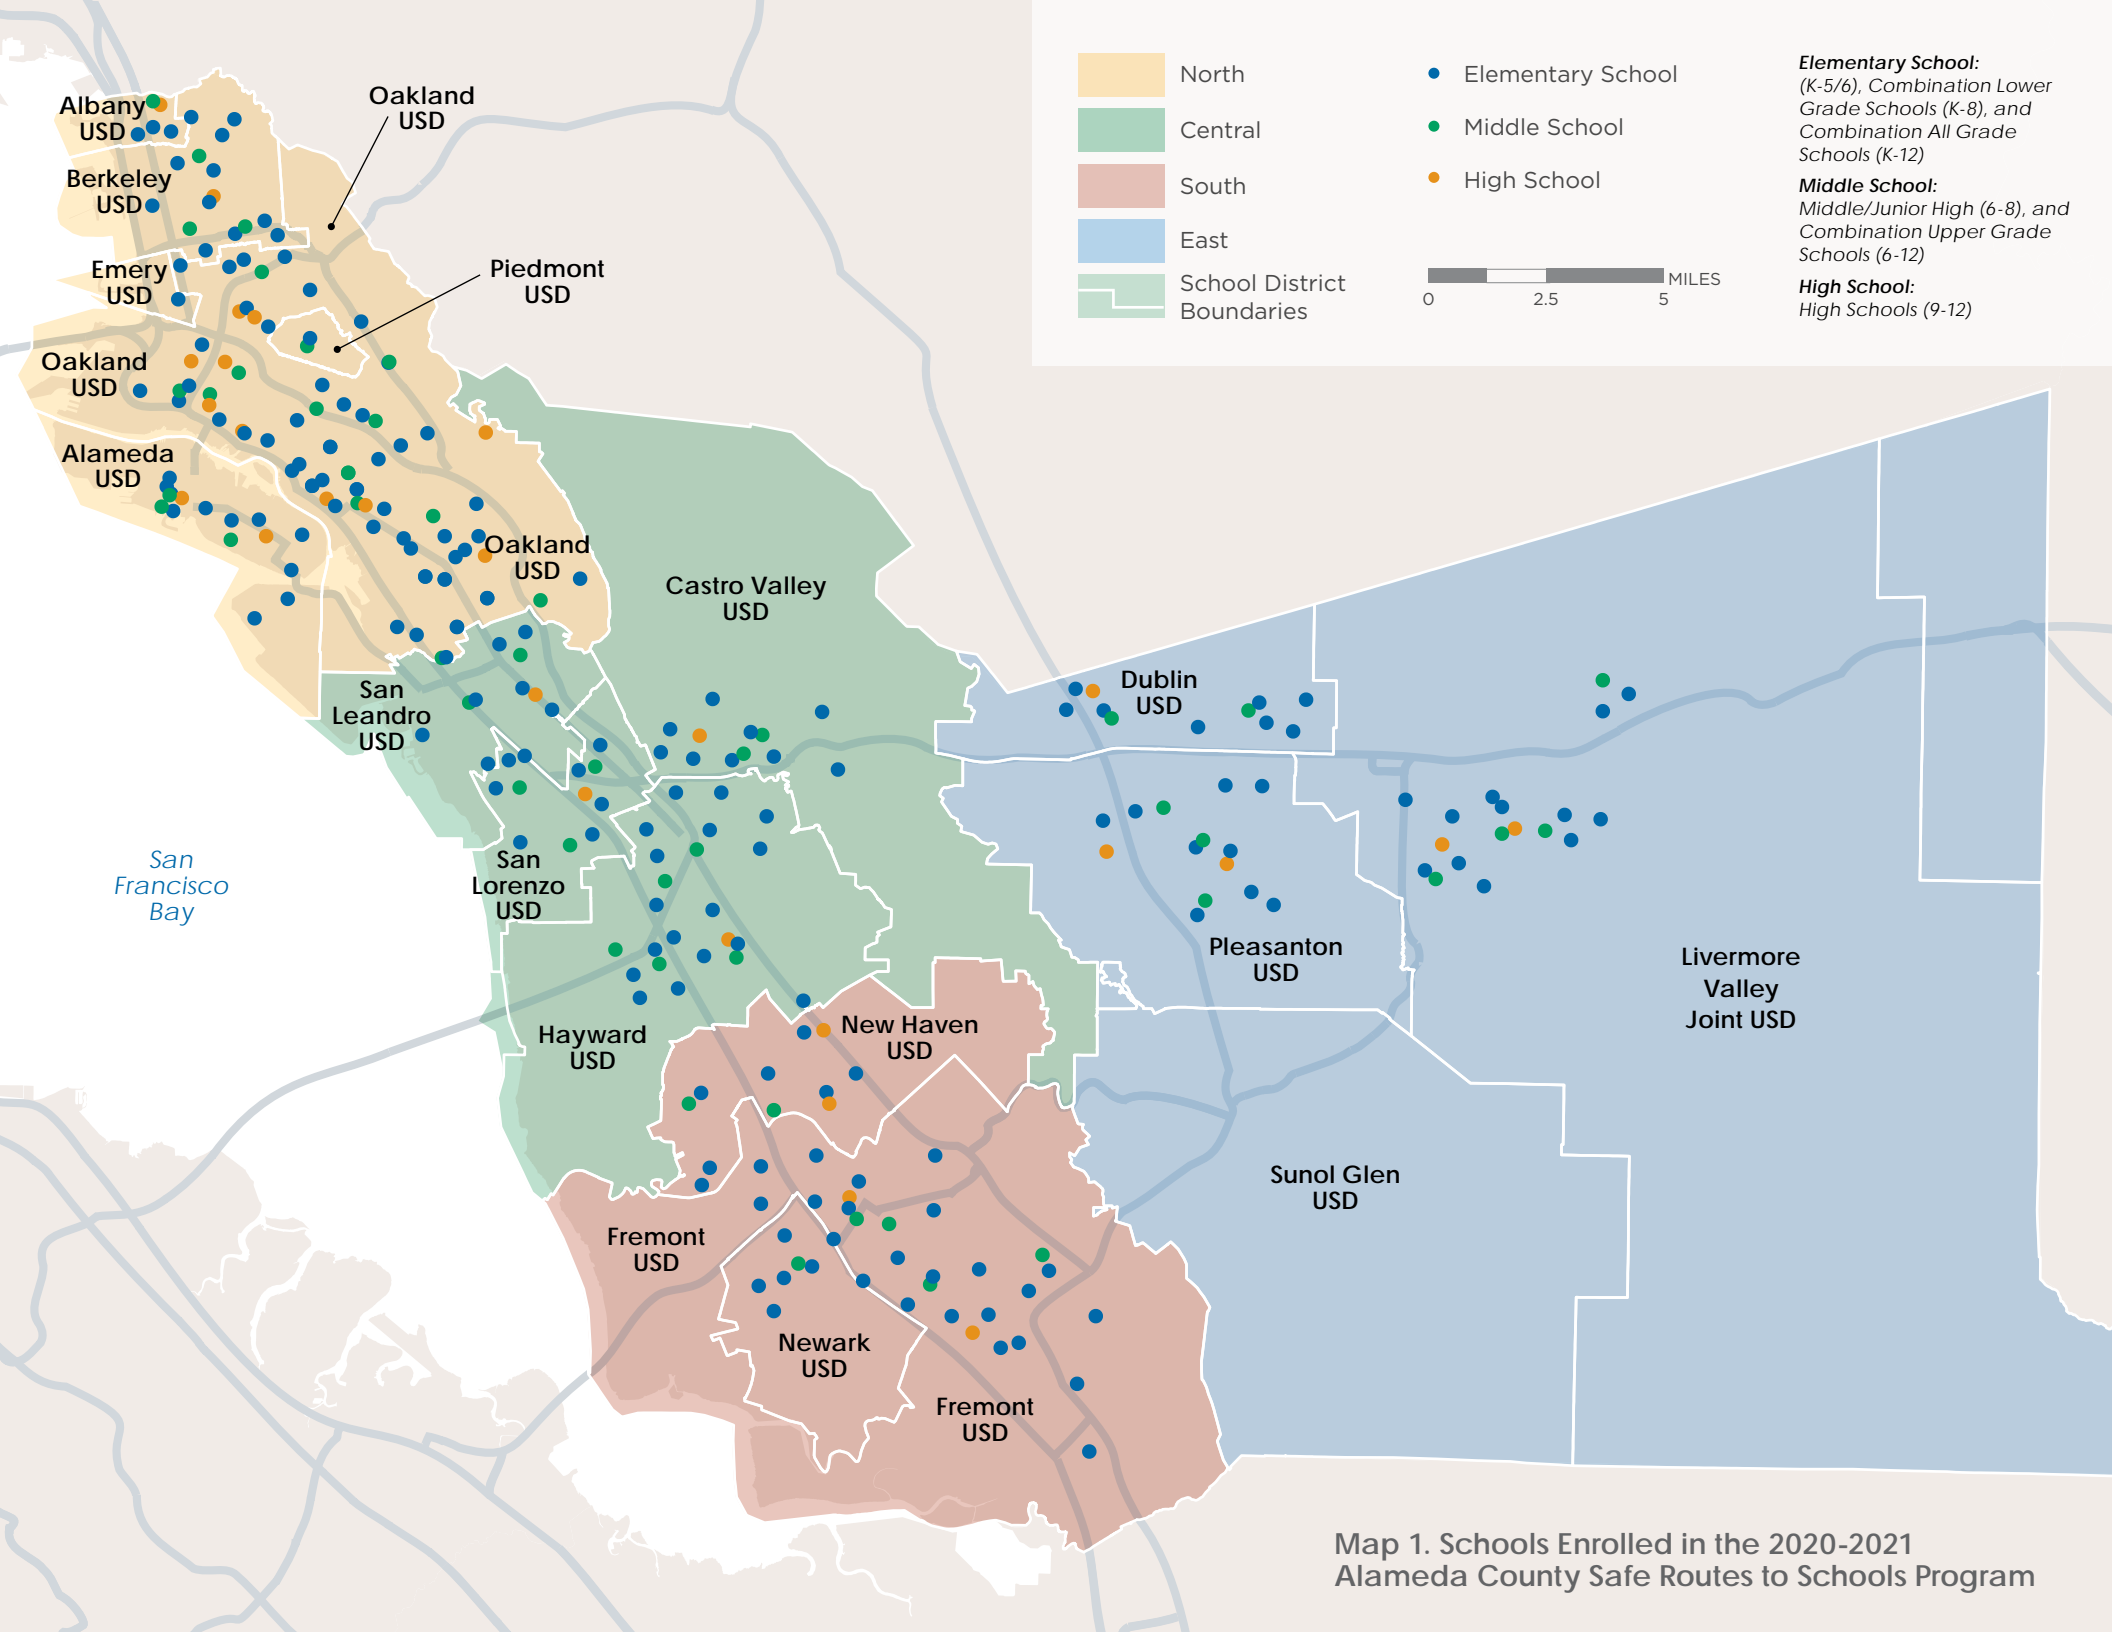 North
Central
South
East
School District
Boundaries
Elementary School
Middle School
High School
MILES
0
2.5
5
Elementary School:
(K-5/6), Combination Lower
Grade Schools (K-8), and
Combination All Grade
Schools (K-12)
Middle School:
Middle/Junior High (6-8), and
Combination Upper Grade
Schools (6-12)
High School:
High Schools (9-12)
Albany
USD
Oakland
USD
Berkeley
USD
Emery
USD
Piedmont
USD
Oakland
USD
Alameda
USD
Oakland
USD
Castro Valley
USD
San
Leandro
USD
Dublin
USD
San
Francisco
Bay
San
Lorenzo
USD
Pleasanton
USD
Livermore
Valley
Joint USD
Hayward
USD
New Haven
USD
Sunol Glen
USD
Fremont
USD
Newark
USD
Fremont
USD
Map 1. Schools Enrolled in the 2020-2021
Alameda County Safe Routes to Schools Program